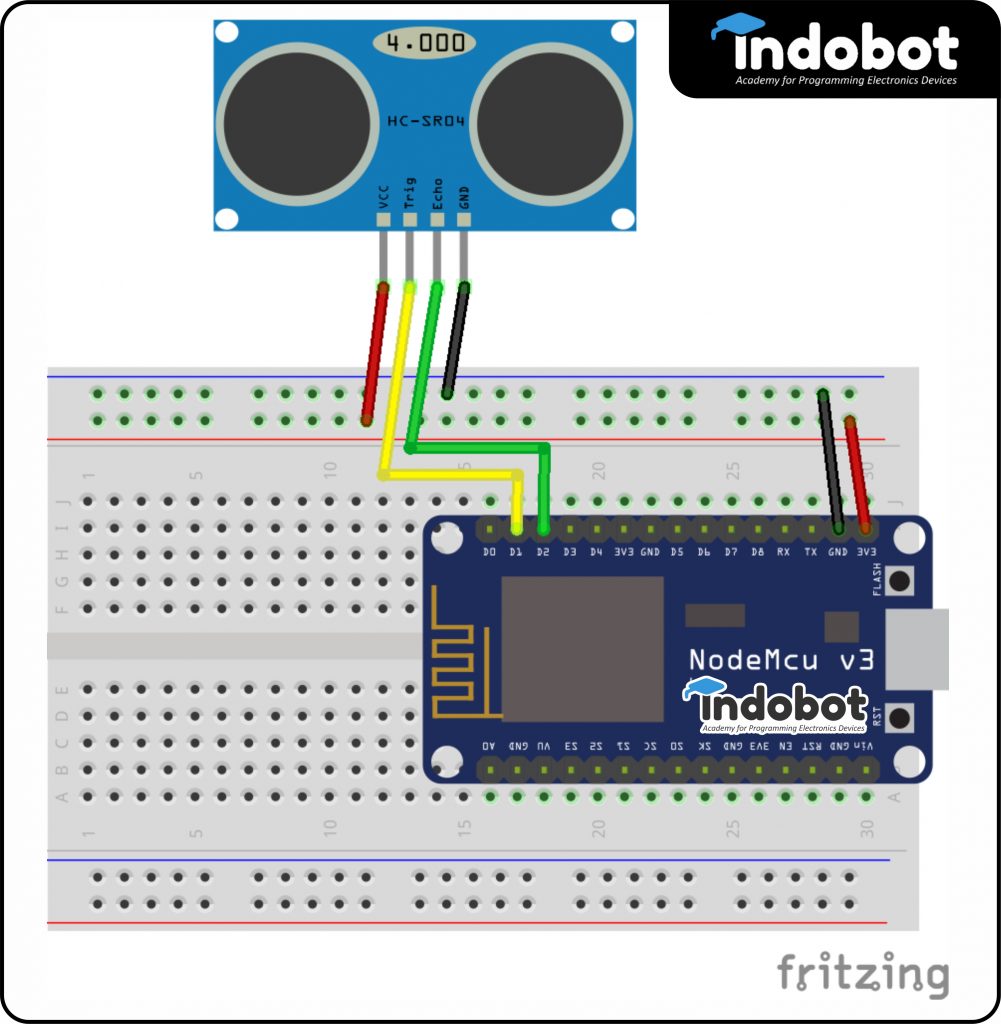 indobot
Academy for Programming Electronics Devices
4.000
HC-SR04
VCC Trig Echo GND
1 5 10 15 20 25 30
J J
I
H
G
F
D0 D1 D2 D3 D4 3V3 GND D5 D6 D7 D8 RX TX GND 3V3
FLASH
NodeMcu v3
indobot
Academy for Programming Electronics Devices
RST
A0 GND VU S3 S2 S1 SC SO SK GND 3V3 EN RST GND Vin
E
D
C
B
A A
1 5 10 15 20 25 30
fritzing